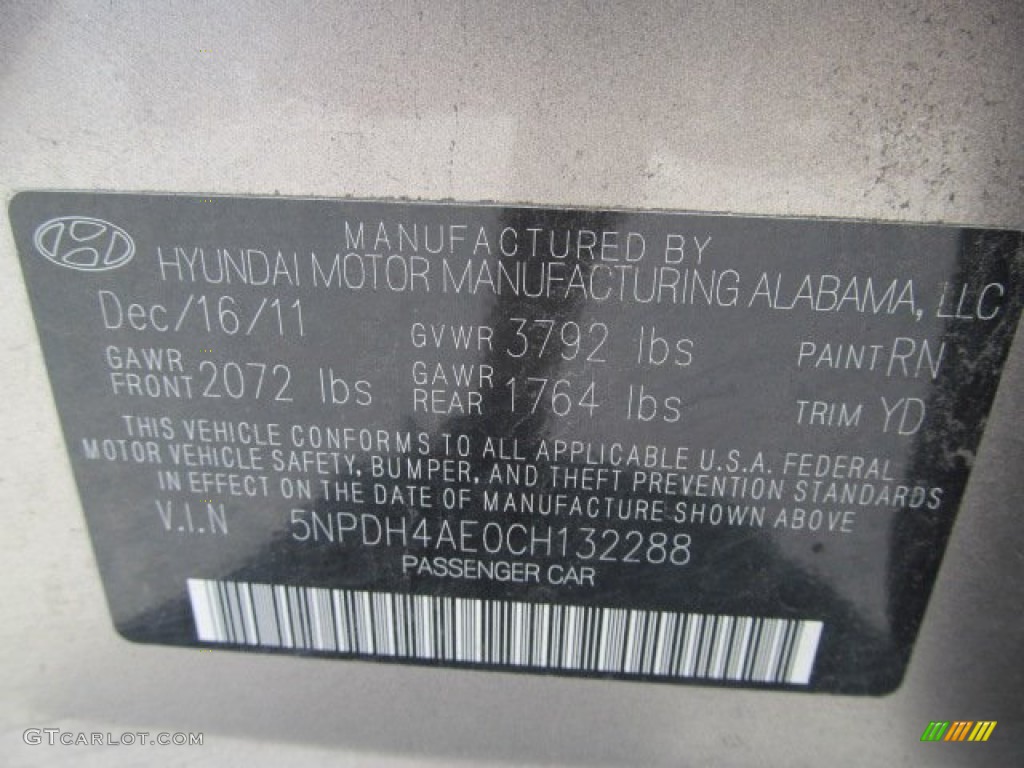 MANUFACTURED BY
HYUNDAI MOTOR MANUFACTURING ALABAMA, LLC
Dec/16/11 GVWR 3792 lbs PAINT RN
GAWR FRONT 2072 lbs GAWR REAR 1764 lbs TRIM YD
THIS VEHICLE CONFORMS TO ALL APPLICABLE U.S.A. FEDERAL
MOTOR VEHICLE SAFETY, BUMPER, AND THEFT PREVENTION STANDARDS
IN EFFECT ON THE DATE OF MANUFACTURE SHOWN ABOVE
V.I.N 5NPDH4AE0CH132288
PASSENGER CAR
GTCARLOT.COM